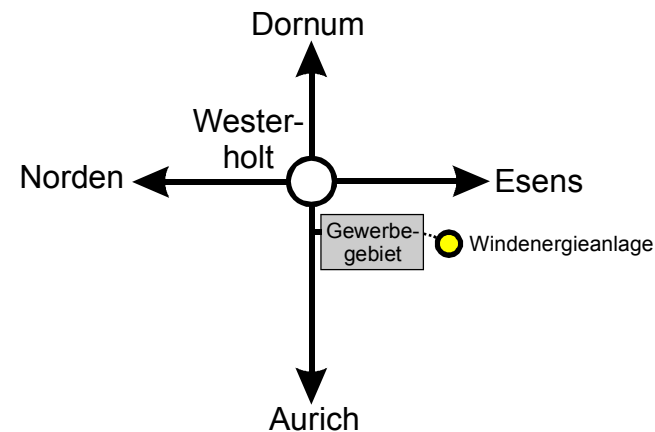 Dornum
Wester-
holt
Norden
Esens
Gewerbe-
gebiet
Windenergieanlage
Aurich